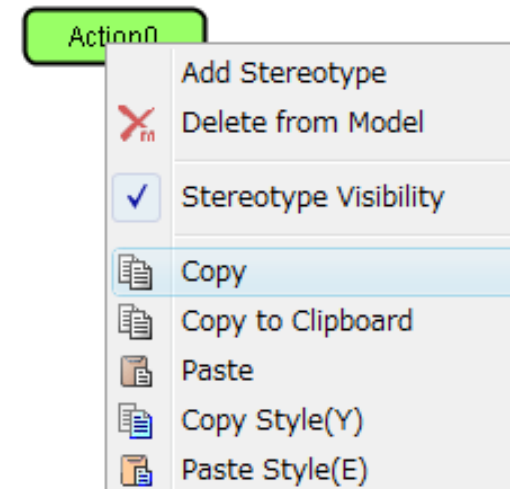 Action0
Add Stereotype
Delete from Model
Stereotype Visibility
Copy
Copy to Clipboard
Paste
Copy Style(Y)
Paste Style(E)